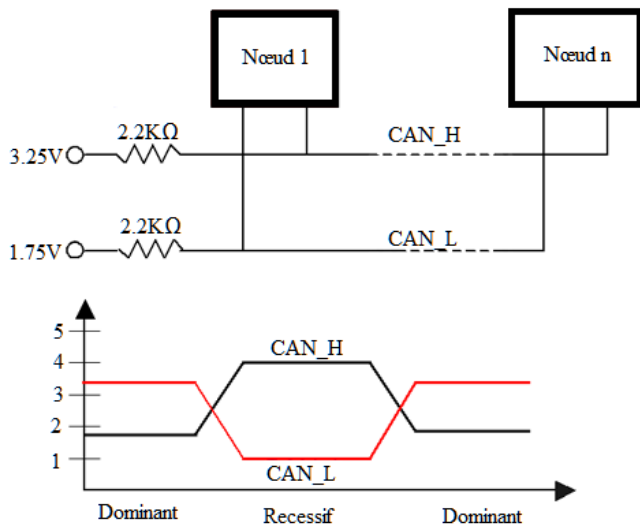 Nœud 1
Nœud n
2.2KΩ
CAN_H
3.25V
2.2KΩ
CAN_L
1.75V
5
4
3
2
1
CAN_H
CAN_L
Dominant Recessif Dominant